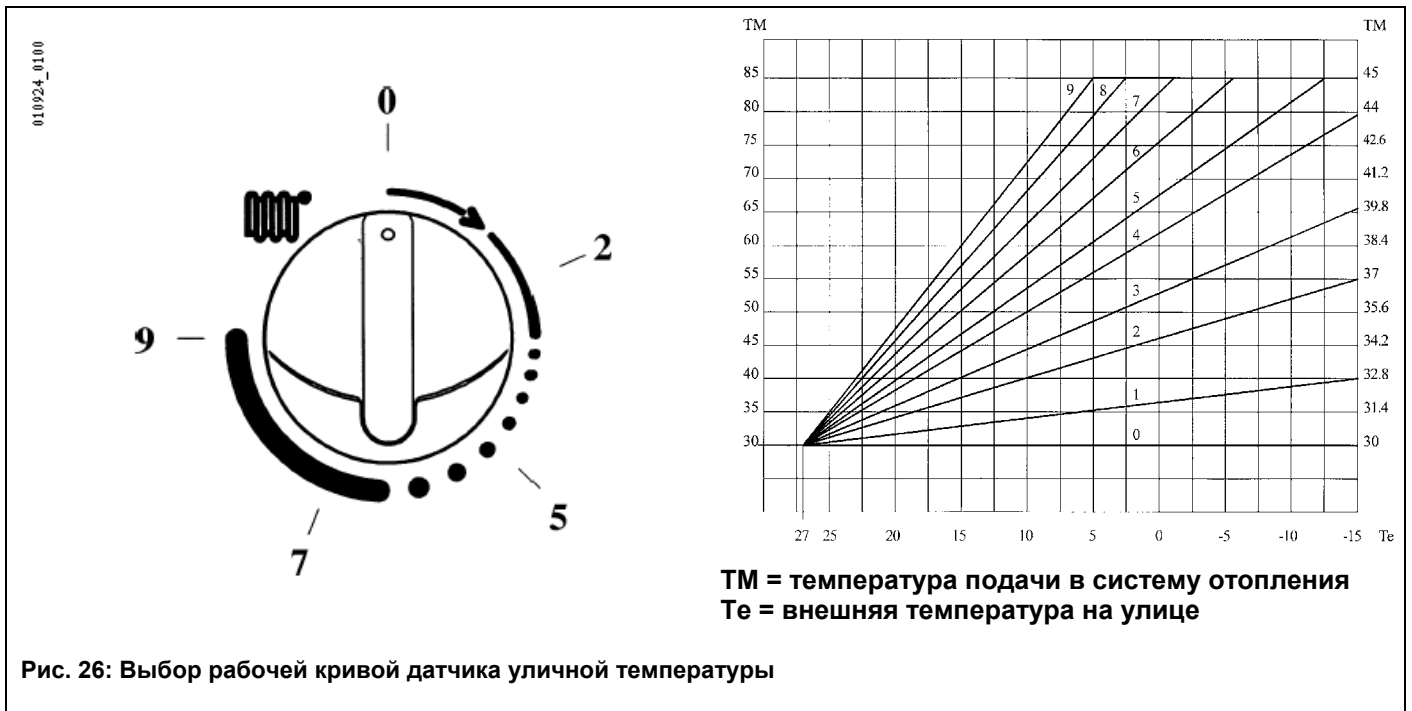 010924_0100
0
2
9
5
7
TM TM
85 9 8 7 45
80 44
75 6 42.6
70 41.2
65 5 39.8
60 4 38.4
55 3 37
50 35.6
45 2 34.2
40 1 32.8
35 31.4
30 0 30
27 25 20 15 10 5 0 -5 -10 -15 Te
TM = температура подачи в систему отопления
Te = внешняя температура на улице
Рис. 26: Выбор рабочей кривой датчика уличной температуры